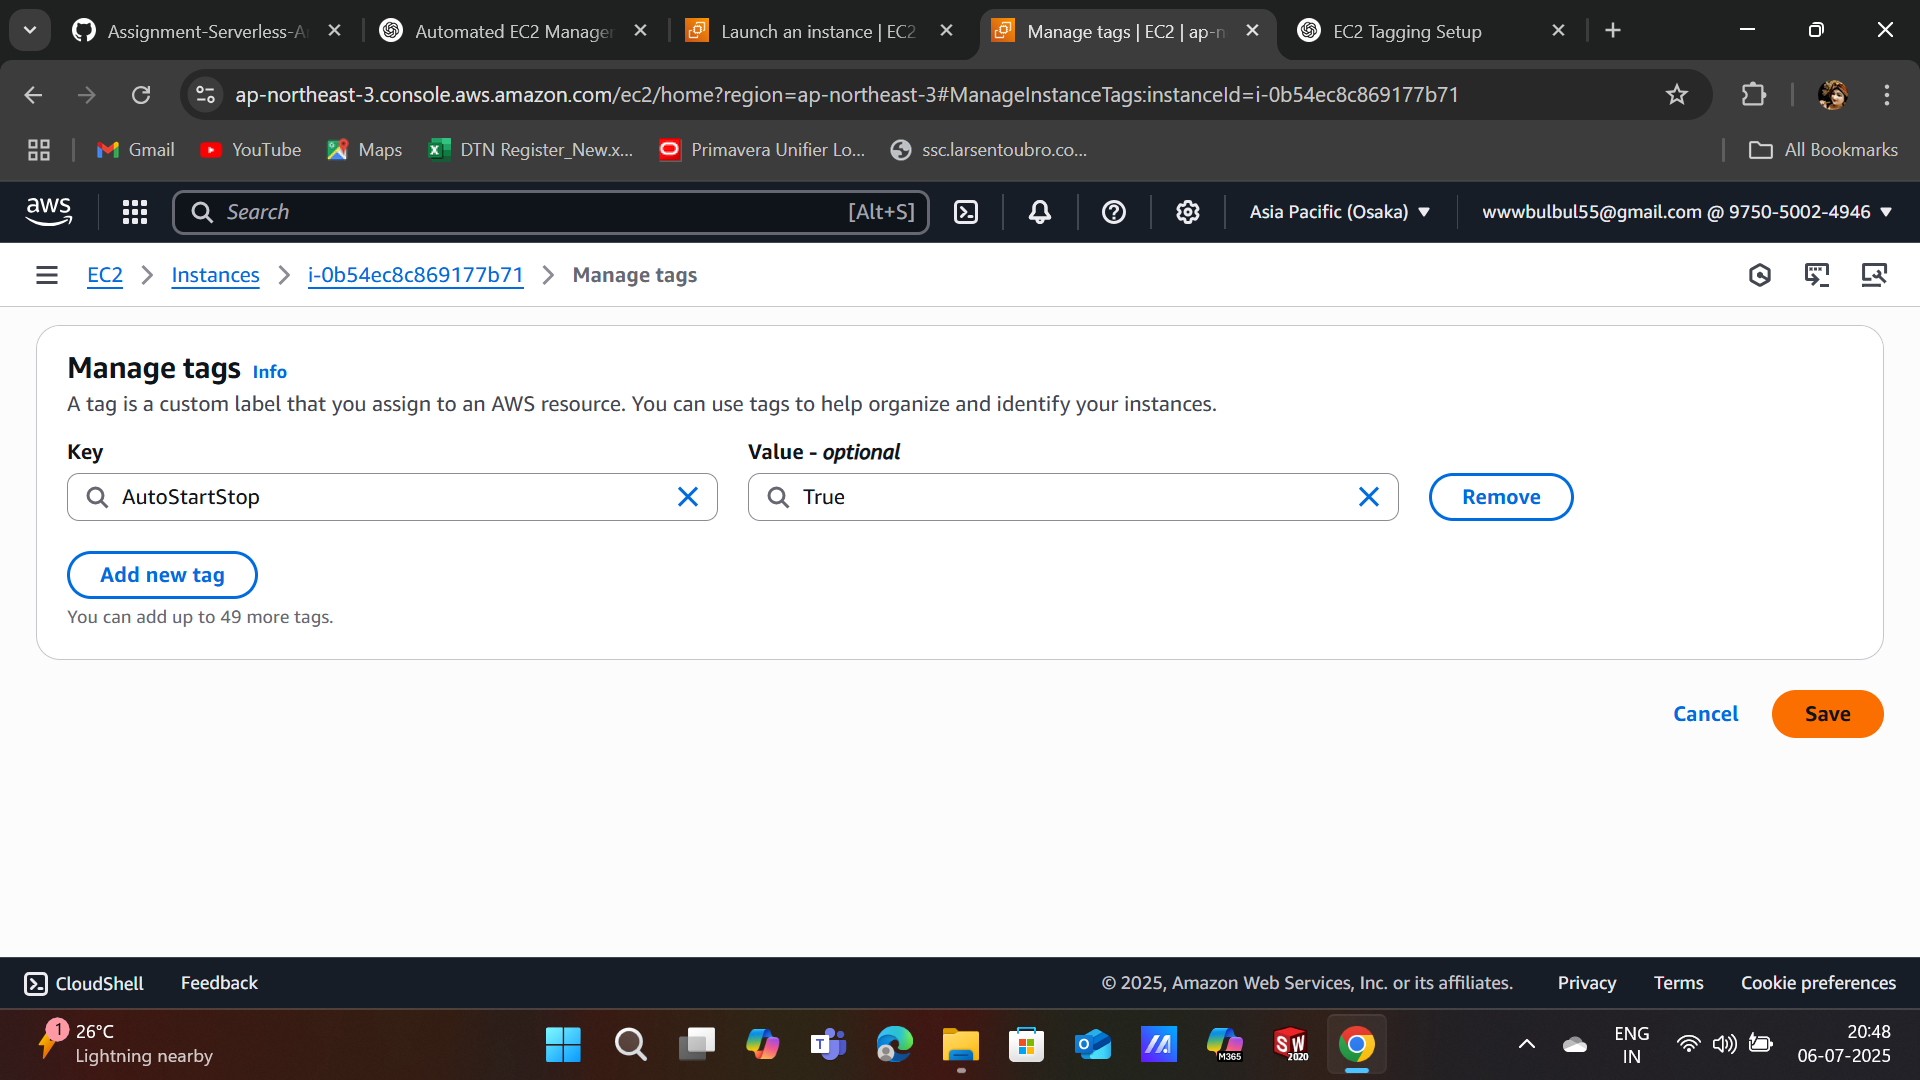 Assignment-Serverless-A
Automated EC2 Manager
Launch an instance | EC2
Manage tags | EC2 | ap-n
EC2 Tagging Setup
ap-northeast-3.console.aws.amazon.com/ec2/home?region=ap-northeast-3#ManageInstanceTags:instanceId=i-0b54ec8c869177b71
Gmail
YouTube
Maps
DTN Register_New.x...
Primavera Unifier Lo...
ssc.larsentoubro.co...
All Bookmarks
aws
Search
[Alt+S]
Asia Pacific (Osaka)
wwwbulbul55@gmail.com @ 9750-5002-4946
EC2
Instances
i-0b54ec8c869177b71
Manage tags
Manage tags Info
A tag is a custom label that you assign to an AWS resource. You can use tags to help organize and identify your instances.
Key
Value - optional
AutoStartStop
True
Remove
Add new tag
You can add up to 49 more tags.
Cancel
Save
CloudShell
Feedback
© 2025, Amazon Web Services, Inc. or its affiliates.
Privacy
Terms
Cookie preferences
1
26°C
Lightning nearby
M365
SW
2020
ENG
IN
20:48
06-07-2025